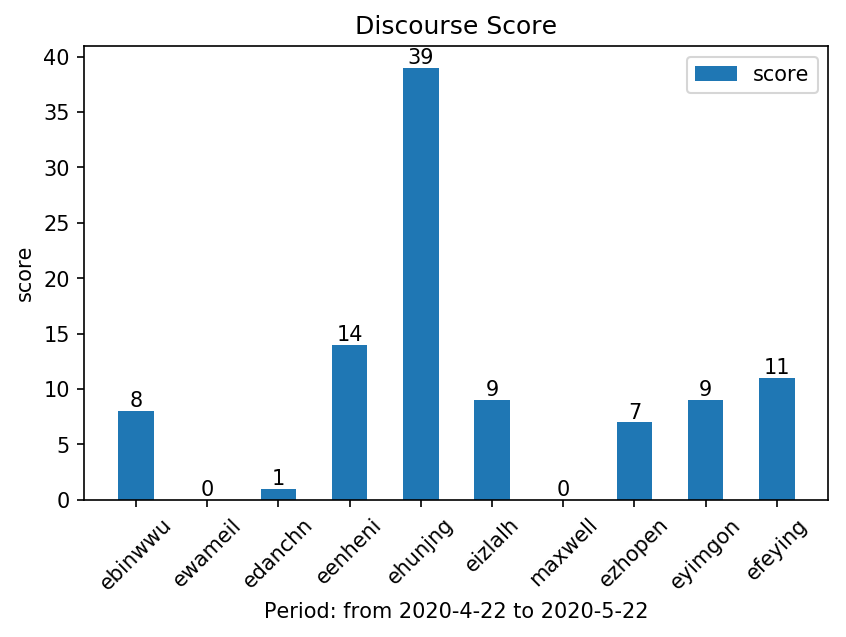 Discourse Score
score
40
35
30
25
20
15
10
5
0
score
8
0
1
14
39
9
0
7
9
11
ebinwwu
ewameil
edanchn
eenheni
ehunjng
eizlalh
maxwell
ezhopen
eyimgon
efeying
Period: from 2020-4-22 to 2020-5-22